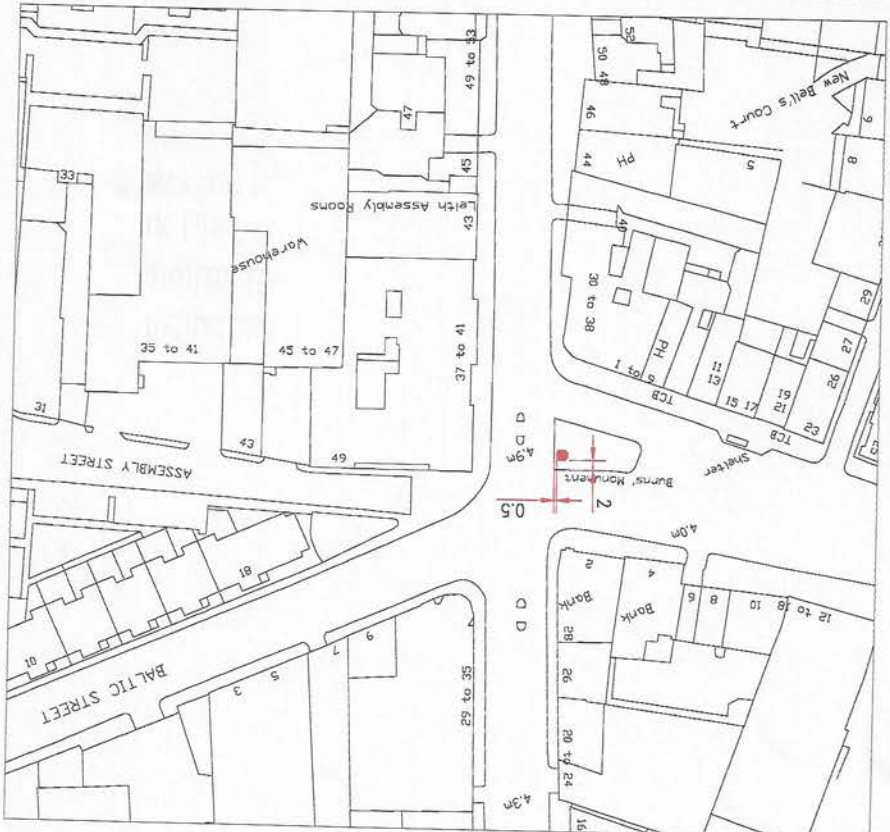 49 to 53
52
50
48
47
46
New Bell's Court
6
8
44
PH
5
45
33
Leith Assembly Rooms
43
40
Warehouse
30 to 38
29
27
35 to 41
45 to 47
37 to 41
PH
1 to 9
11
13
15 17
19
21
26
23
TCB
TCB
31
43
49
4.9m
Shelter
ASSEMBLY STREET
Burns' Monument
0.5
2
4.0m
18
2
4
Bank
Bank
28
6
8
10
12 to 18
10
BALTIC STREET
3
5
7
9
29 to 35
26
20 to 24
4.3m
16